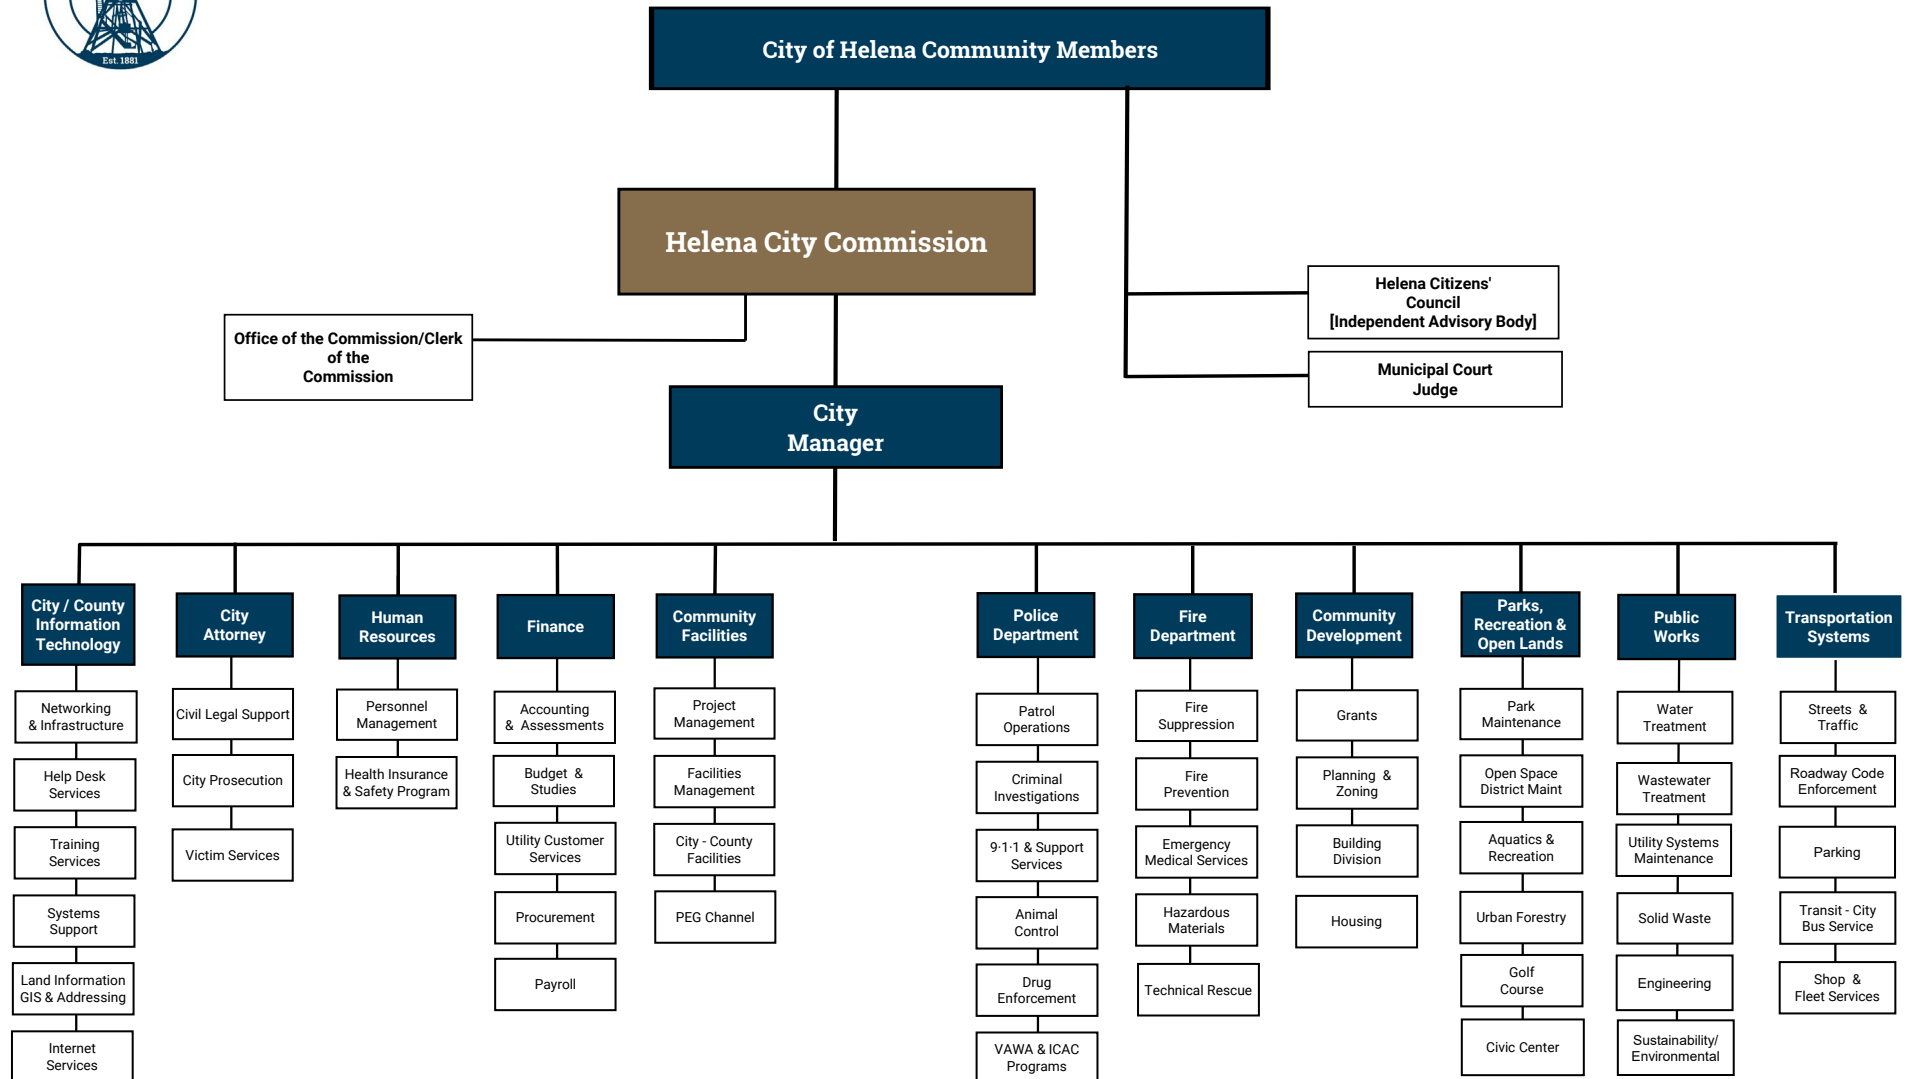 Est. 1881
City of Helena Community Members
Helena City Commission
Helena Citizens'
Council
[Independent Advisory Body]
Office of the Commission/Clerk
of the
Commission
Municipal Court
Judge
City
Manager
City / County
Information
Technology
Networking
& Infrastructure
Help Desk
Services
Training
Services
Systems
Support
Land Information
GIS & Addressing
Internet
Services
City
Attorney
Civil Legal Support
City Prosecution
Victim Services
Human
Resources
Personnel
Management
Health Insurance
& Safety Program
Finance
Accounting
& Assessments
Budget &
Studies
Utility Customer
Services
Procurement
Payroll
Community
Facilities
Project
Management
Facilities
Management
City - County
Facilities
PEG Channel
Police
Department
Patrol
Operations
Criminal
Investigations
9·1·1 & Support
Services
Animal
Control
Drug
Enforcement
VAWA & ICAC
Programs
Fire
Department
Fire
Suppression
Fire
Prevention
Emergency
Medical Services
Hazardous
Materials
Technical Rescue
Community
Development
Grants
Planning &
Zoning
Building
Division
Housing
Parks,
Recreation &
Open Lands
Park
Maintenance
Open Space
District Maint
Aquatics &
Recreation
Urban Forestry
Golf
Course
Civic Center
Public
Works
Water
Treatment
Wastewater
Treatment
Utility Systems
Maintenance
Solid Waste
Engineering
Sustainability/
Environmental
Transportation
Systems
Streets &
Traffic
Roadway Code
Enforcement
Parking
Transit - City
Bus Service
Shop &
Fleet Services